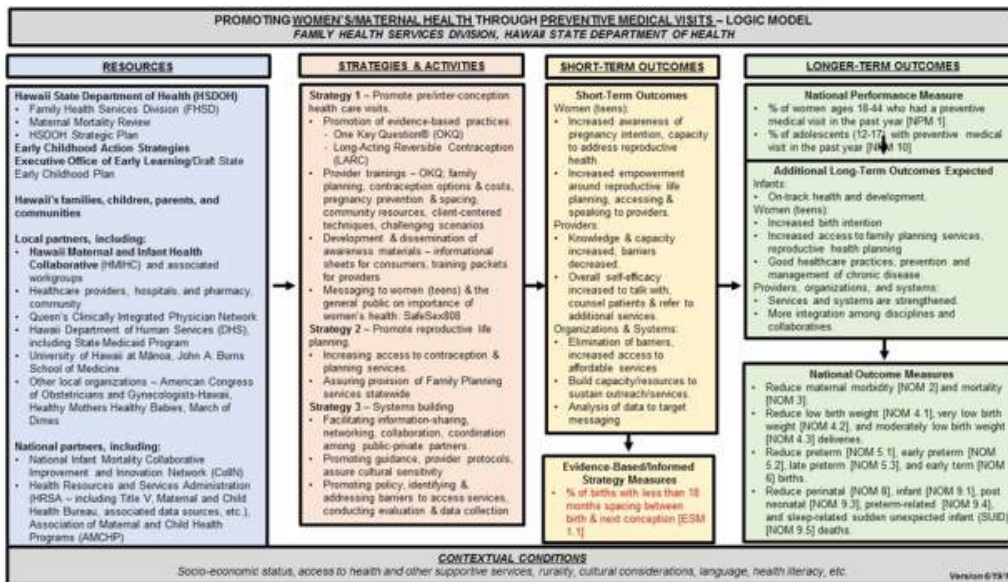 PROMOTING WOMEN'S/MATERNAL HEALTH THROUGH PREVENTIVE MEDICAL VISITS – LOGIC MODEL
FAMILY HEALTH SERVICES DIVISION, HAWAII STATE DEPARTMENT OF HEALTH
RESOURCES
Hawaii State Department of Health (HSDOH)
• Family Health Services Division (FHSD)
• Maternal Mortality Review
• HSDOH Strategic Plan
Early Childhood Action Strategies
Executive Office of Early Learning/Draft State
Early Childhood Plan
Hawaii's families, children, parents, and
communities
Local partners, including:
• Hawaii Maternal and Infant Health
Collaborative (HMIHC) and associated
workgroups
• Healthcare providers, hospitals, and pharmacy,
community
• Queen's Clinically Integrated Physician Network
• Hawaii Department of Human Services (DHS),
including State Medicaid Program
• University of Hawaii at Mānoa, John A. Burns
School of Medicine
• Other local organizations – American Congress
of Obstetricians and Gynecologists-Hawaii,
Healthy Mothers Healthy Babies, March of
Dimes
National partners, including:
• National Infant Mortality Collaborative
Improvement and Innovation Network (CoIIN)
• Health Resources and Services Administration
(HRSA – including Title V, Maternal and Child
Health Bureau, associated data sources, etc.),
Association of Maternal and Child Health
Programs (AMCHP)
STRATEGIES & ACTIVITIES
Strategy 1 – Promote pre/inter-conception
health care visits.
• Promotion of evidence-based practices:
- One Key Question® (OKQ)
- Long-Acting Reversible Contraception
(LARC)
• Provider trainings – OKQ; family
planning, contraception options & costs,
pregnancy prevention & spacing,
community resources, client-centered
techniques, challenging scenarios
• Development & dissemination of
awareness materials – informational
sheets for consumers, training packets
for providers
• Messaging to women (teens) & the
general public on importance of
women's health. SafeSex808
Strategy 2 – Promote reproductive life
planning.
• Increasing access to contraception &
planning services.
• Assuring provision of Family Planning
services statewide
Strategy 3 – Systems building
• Facilitating information-sharing,
networking, collaboration, coordination
among public-private partners.
• Promoting guidance, provider protocols,
assure cultural sensitivity
• Promoting policy, identifying &
addressing barriers to access services,
conducting evaluation & data collection
SHORT-TERM OUTCOMES
Short-Term Outcomes
Women (teens):
• Increased awareness of
pregnancy intention, capacity
to address reproductive
health.
• Increased empowerment
around reproductive life
planning, accessing &
speaking to providers.
Providers:
• Knowledge & capacity
increased; barriers
decreased.
• Overall self-efficacy
increased to talk with,
counsel patients & refer to
additional services.
Organizations & Systems:
• Elimination of barriers,
increased access to
affordable services
• Build capacity/resources to
sustain outreach/services.
• Analysis of data to target
messaging
Evidence-Based/Informed
Strategy Measures
• % of births with less than 18
months spacing between
birth & next conception [ESM
1.1]
LONGER-TERM OUTCOMES
National Performance Measure
• % of women ages 18-44 who had a preventive
medical visit in the past year [NPM 1].
• % of adolescents (12-17) with preventive medical
visit in the past year [NPM 10]
Additional Long-Term Outcomes Expected
Infants:
• On-track health and development.
Women (teens):
• Increased birth intention
• Increased access to family planning services,
reproductive health planning
• Good healthcare practices; prevention and
management of chronic disease.
Providers, organizations, and systems:
• Services and systems are strengthened.
• More integration among disciplines and
collaboratives.
National Outcome Measures
• Reduce maternal morbidity [NOM 2] and mortality
[NOM 3].
• Reduce low birth weight [NOM 4.1], very low birth
weight [NOM 4.2], and moderately low birth weight
[NOM 4.3] deliveries.
• Reduce preterm [NOM 5.1], early preterm [NOM
5.2], late preterm [NOM 5.3], and early term [NOM
6] births.
• Reduce perinatal [NOM 8], infant [NOM 9.1], post
neonatal [NOM 9.3], preterm-related [NOM 9.4],
and sleep-related sudden unexpected infant (SUID)
[NOM 9.5] deaths.
CONTEXTUAL CONDITIONS
Socio-economic status, access to health and other supportive services, rurality, cultural considerations, language, health literacy, etc.